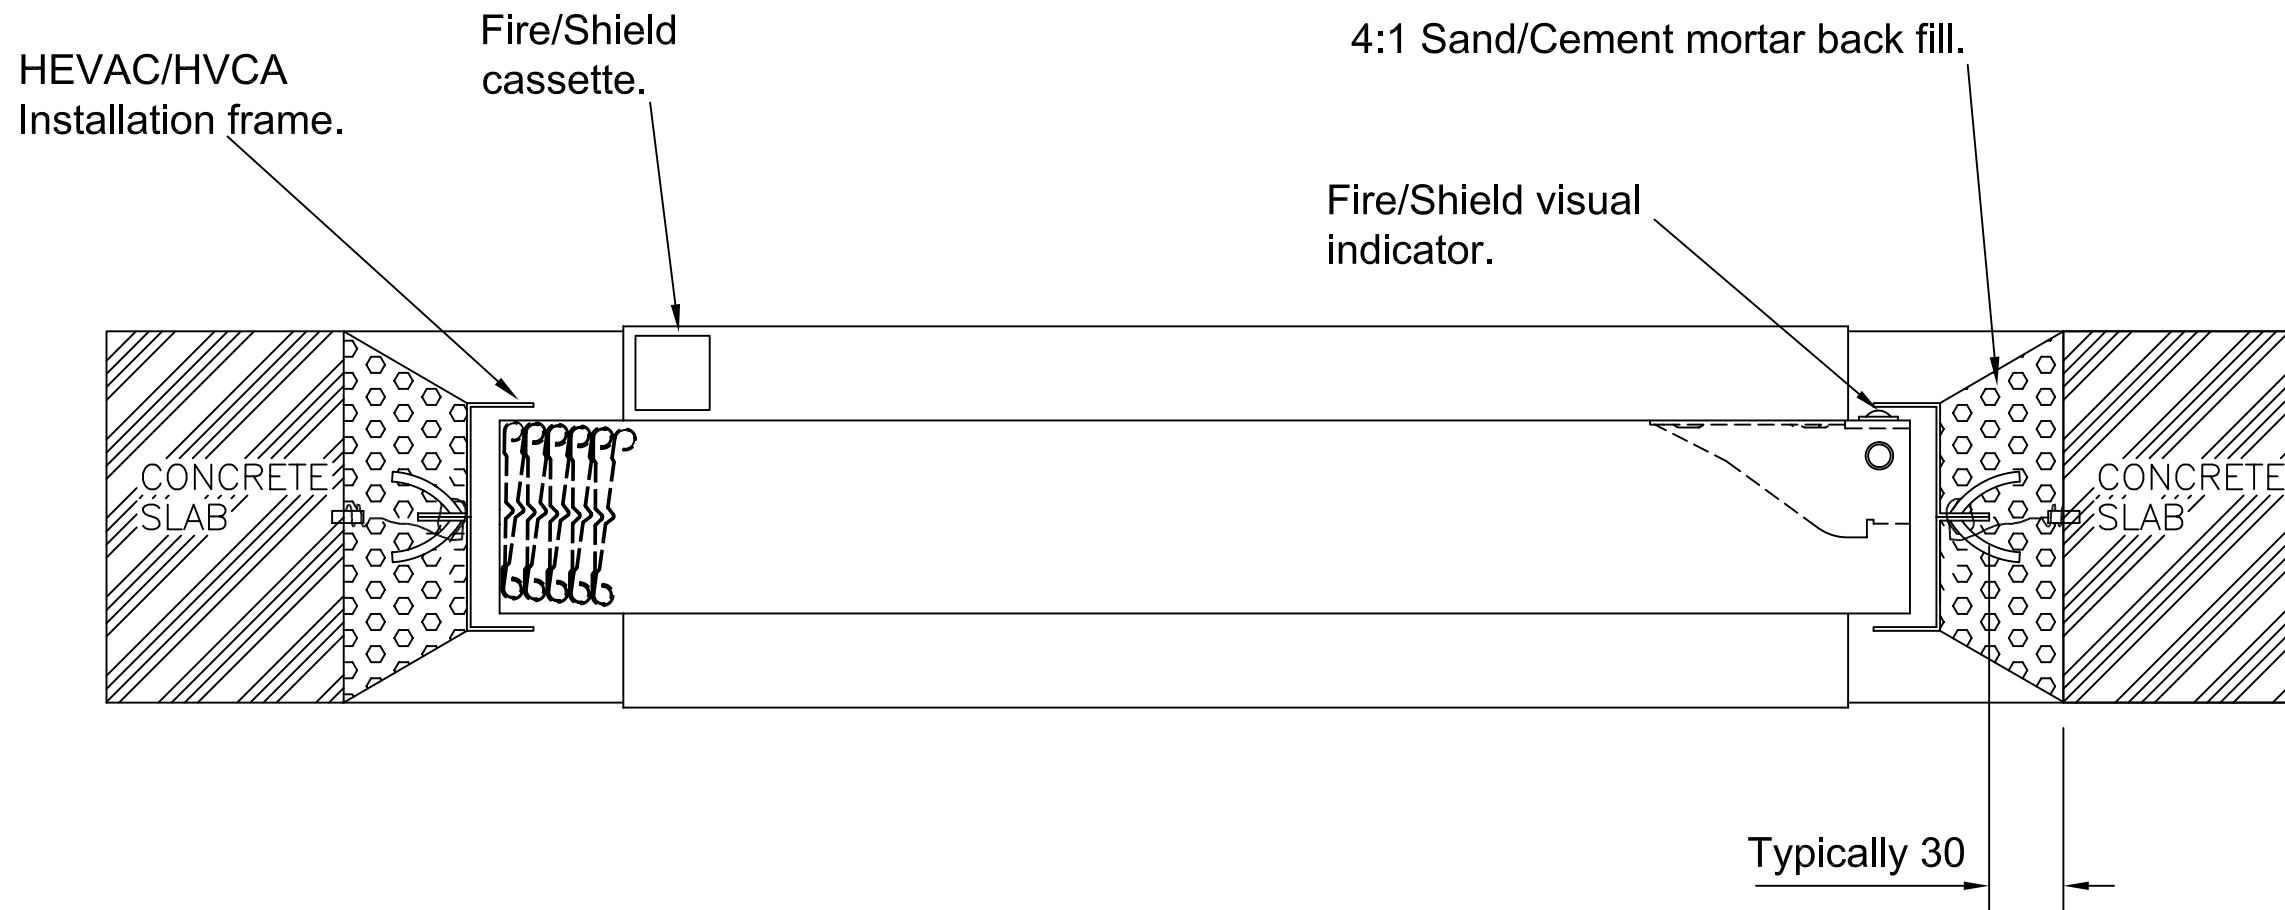 HEVAC/HVCA
Installation frame.
Fire/Shield
cassette.
4:1 Sand/Cement mortar back fill.
Fire/Shield visual
indicator.
CONCRETE
SLAB
CONCRETE
SLAB
Typically 30